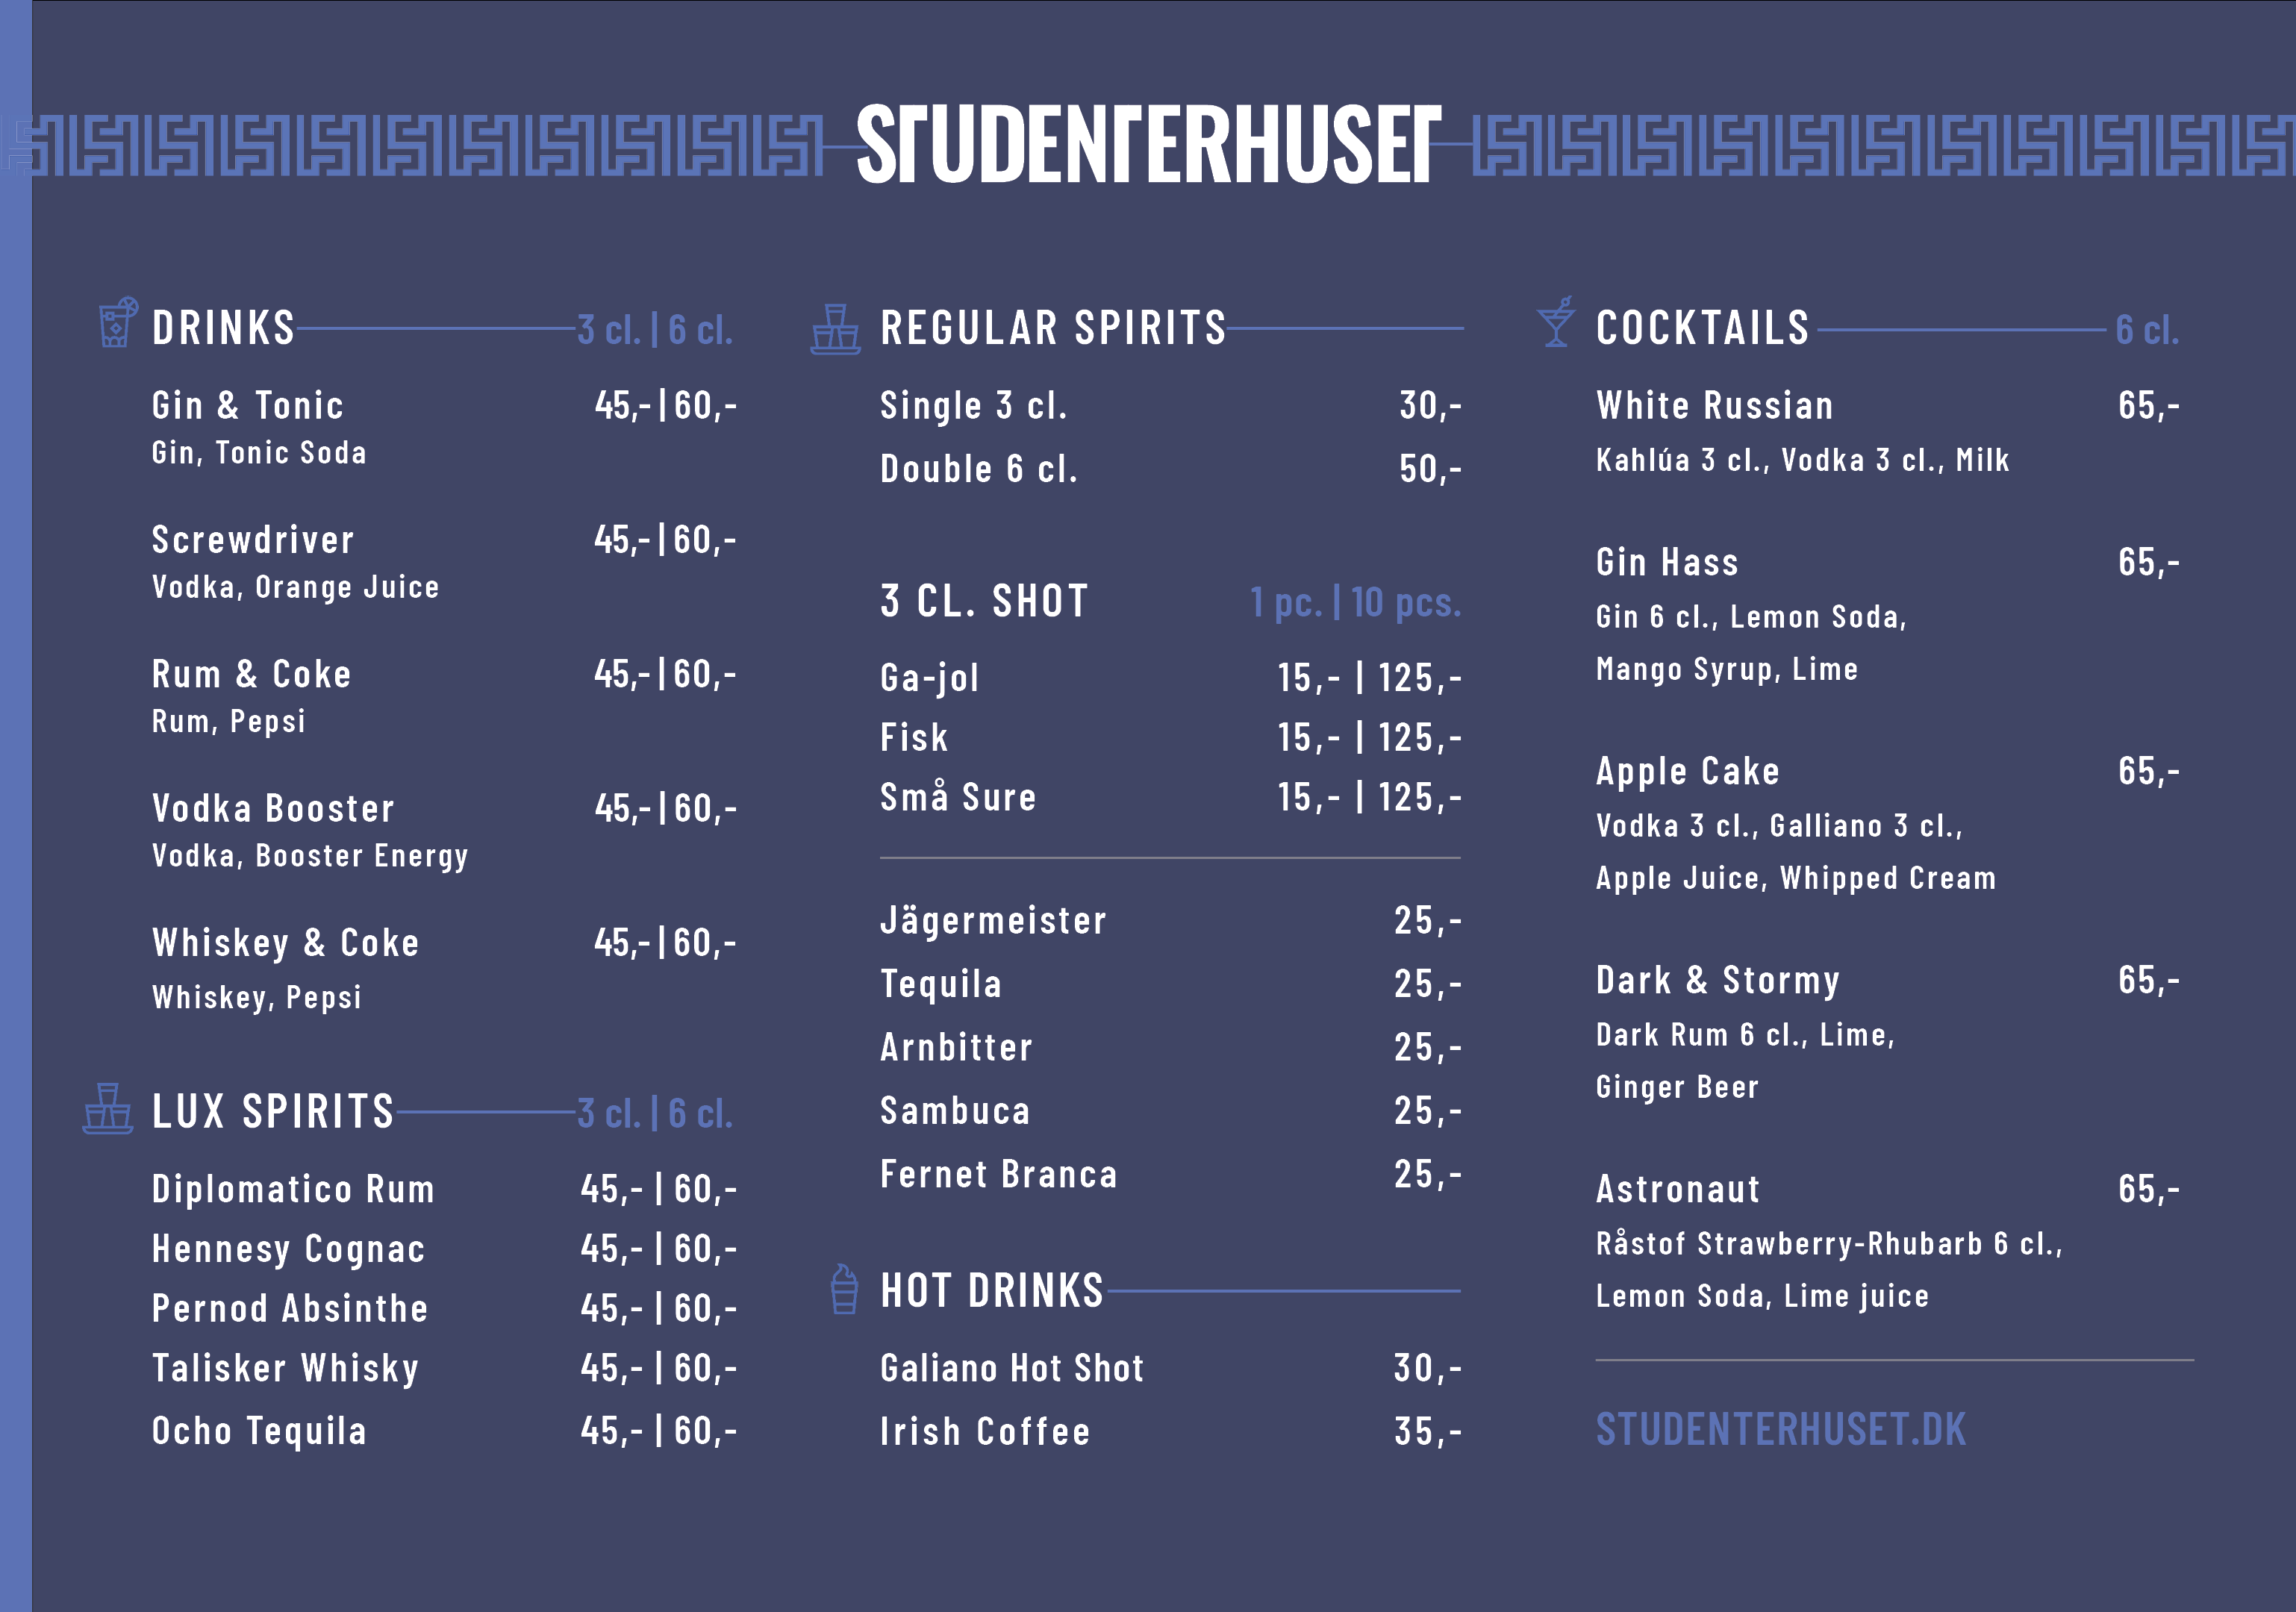 STUDENTERHUSET
DRINKS 3 cl. | 6 cl.
Gin & Tonic 45,- | 60,-
Gin, Tonic Soda
Screwdriver 45,- | 60,-
Vodka, Orange Juice
Rum & Coke 45,- | 60,-
Rum, Pepsi
Vodka Booster 45,- | 60,-
Vodka, Booster Energy
Whiskey & Coke 45,- | 60,-
Whiskey, Pepsi
LUX SPIRITS 3 cl. | 6 cl.
Diplomatico Rum 45,- | 60,-
Hennesy Cognac 45,- | 60,-
Pernod Absinthe 45,- | 60,-
Talisker Whisky 45,- | 60,-
Ocho Tequila 45,- | 60,-
REGULAR SPIRITS
Single 3 cl. 30,-
Double 6 cl. 50,-
3 CL. SHOT 1 pc. | 10 pcs.
Ga-jol 15,- | 125,-
Fisk 15,- | 125,-
Små Sure 15,- | 125,-
Jägermeister 25,-
Tequila 25,-
Arnbitter 25,-
Sambuca 25,-
Fernet Branca 25,-
HOT DRINKS
Galiano Hot Shot 30,-
Irish Coffee 35,-
COCKTAILS 6 cl.
White Russian 65,-
Kahlúa 3 cl., Vodka 3 cl., Milk
Gin Hass 65,-
Gin 6 cl., Lemon Soda,
Mango Syrup, Lime
Apple Cake 65,-
Vodka 3 cl., Galliano 3 cl.,
Apple Juice, Whipped Cream
Dark & Stormy 65,-
Dark Rum 6 cl., Lime,
Ginger Beer
Astronaut 65,-
Råstof Strawberry-Rhubarb 6 cl.,
Lemon Soda, Lime juice
STUDENTERHUSET.DK